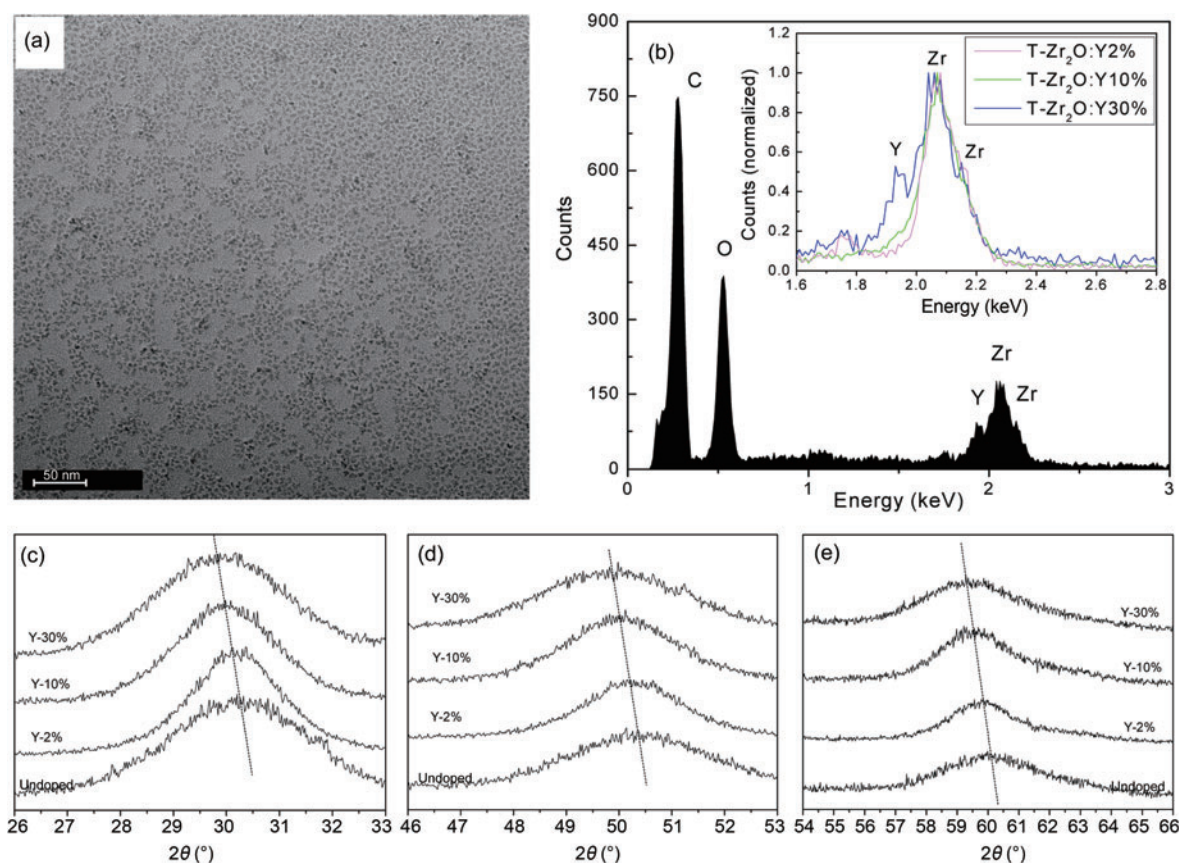 (a)
50 nm
(b)
900
750
600
450
300
150
0
Counts
C
O
Y
Zr
Zr
0 1 2 3
Energy (keV)
1.2
1.0
0.8
0.6
0.4
0.2
0.0
Counts (normalized)
Zr
Y
Zr
T-Zr₂O:Y2%
T-Zr₂O:Y10%
T-Zr₂O:Y30%
1.6 1.8 2.0 2.2 2.4 2.6 2.8
Energy (keV)
(c)
Y-30%
Y-10%
Y-2%
Undoped
26 27 28 29 30 31 32 33
2θ (°)
(d)
Y-30%
Y-10%
Y-2%
Undoped
46 47 48 49 50 51 52 53
2θ (°)
(e)
Y-30%
Y-10%
Y-2%
Undoped
54 55 56 57 58 59 60 61 62 63 64 65 66
2θ (°)